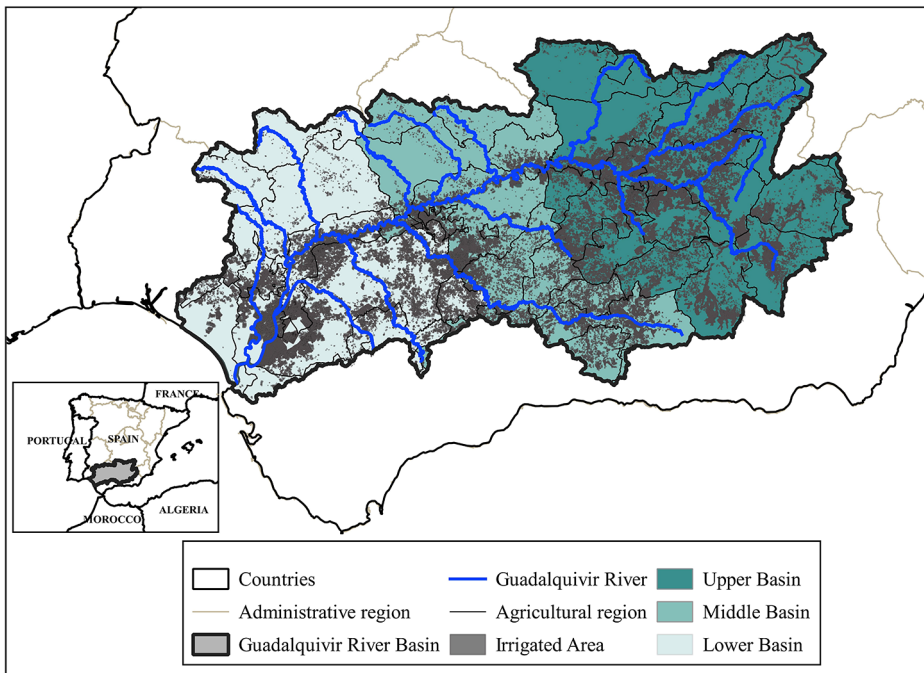 FRANCE
PORTUGAL
SPAIN
ALGERIA
MOROCCO
Countries
Guadalquivir River
Upper Basin
Administrative region
Agricultural region
Middle Basin
Guadalquivir River Basin
Irrigated Area
Lower Basin